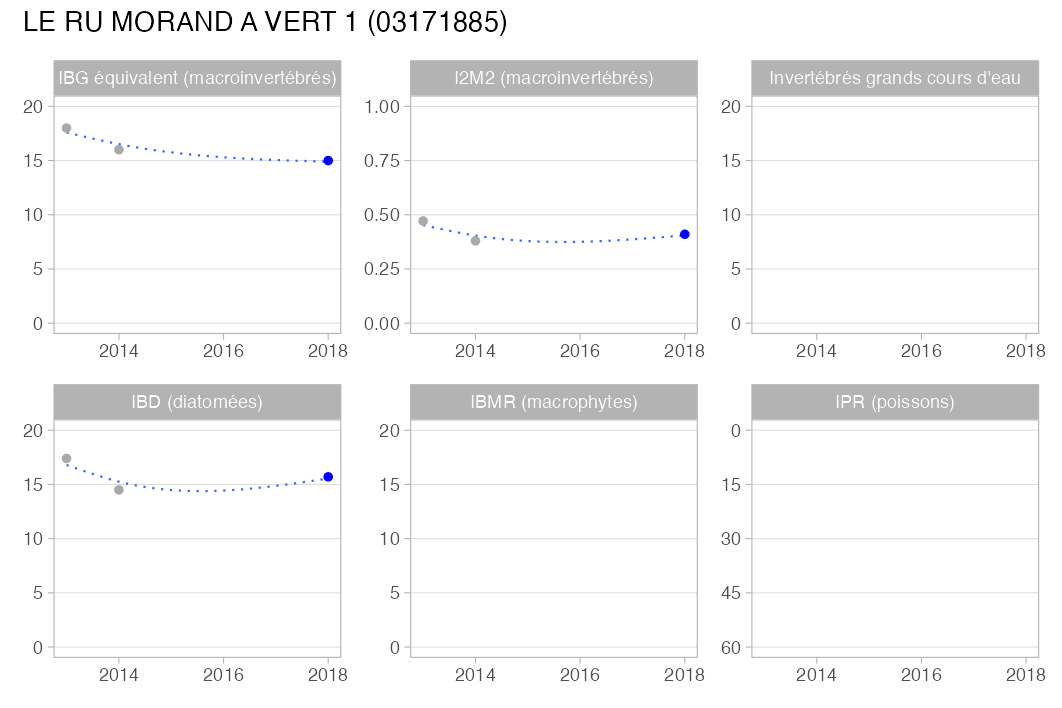 LE RU MORAND A VERT 1 (03171885)
IBG équivalent (macroinvertébrés)
I2M2 (macroinvertébrés)
Invertébrés grands cours d'eau
20
15
10
5
0
2014 2016 2018
1.00
0.75
0.50
0.25
0.00
2014 2016 2018
20
15
10
5
0
2014 2016 2018
IBD (diatomées)
IBMR (macrophytes)
IPR (poissons)
20
15
10
5
0
2014 2016 2018
20
15
10
5
0
2014 2016 2018
0
15
30
45
60
2014 2016 2018